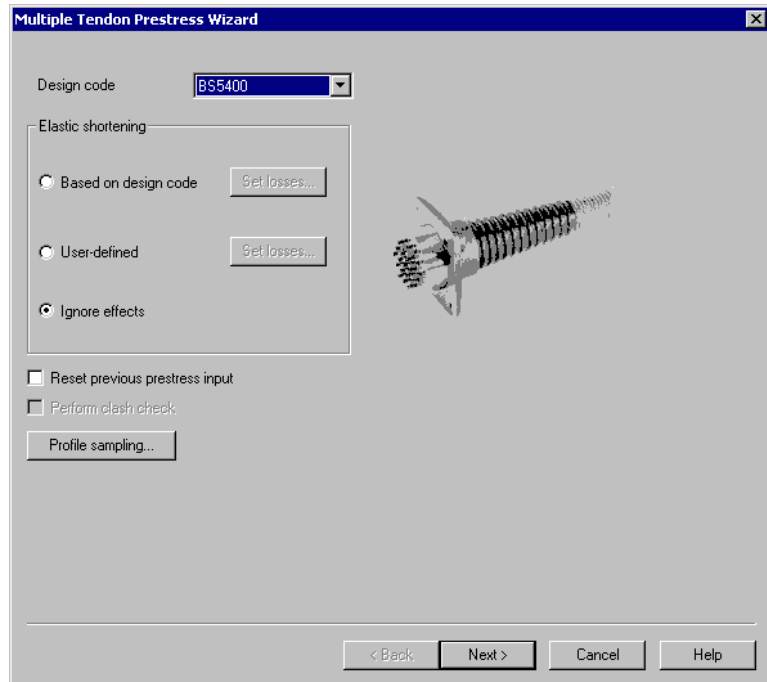 Multiple Tendon Prestress Wizard
Design code BS5400
Elastic shortening
Based on design code Set losses...
User-defined Set losses...
Ignore effects
Reset previous prestress input
Perform clash check
Profile sampling...
< Back Next > Cancel Help